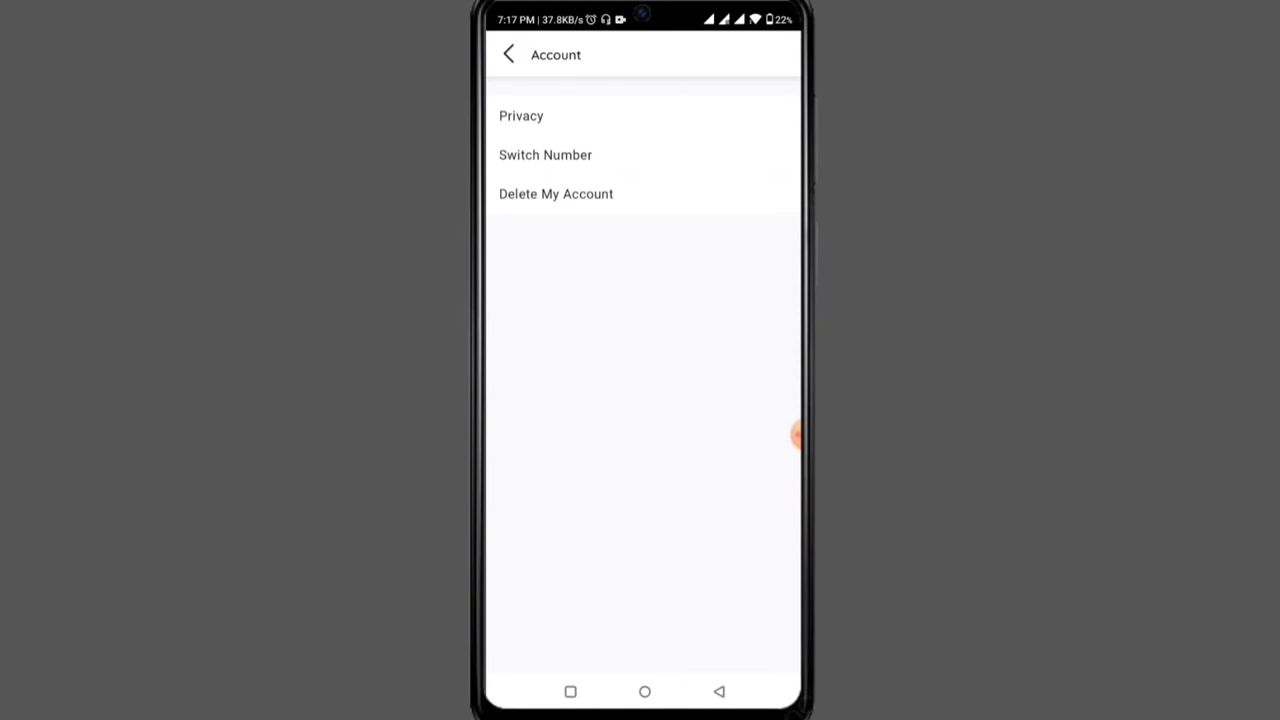 7:17 PM | 37.8KB/s 22%
Account
Privacy
Switch Number
Delete My Account